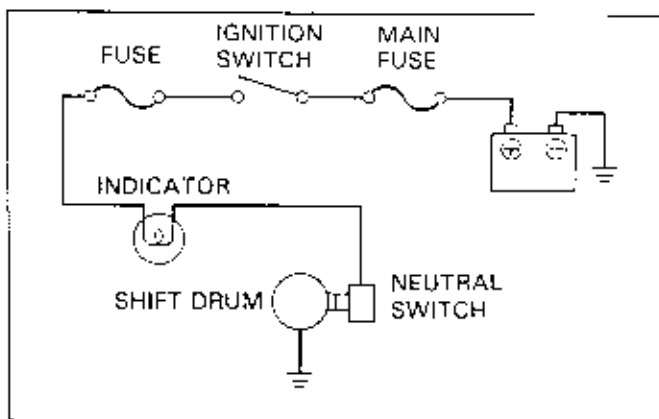 FUSE
IGNITION
SWITCH
MAIN
FUSE
INDICATOR
SHIFT DRUM
NEUTRAL
SWITCH